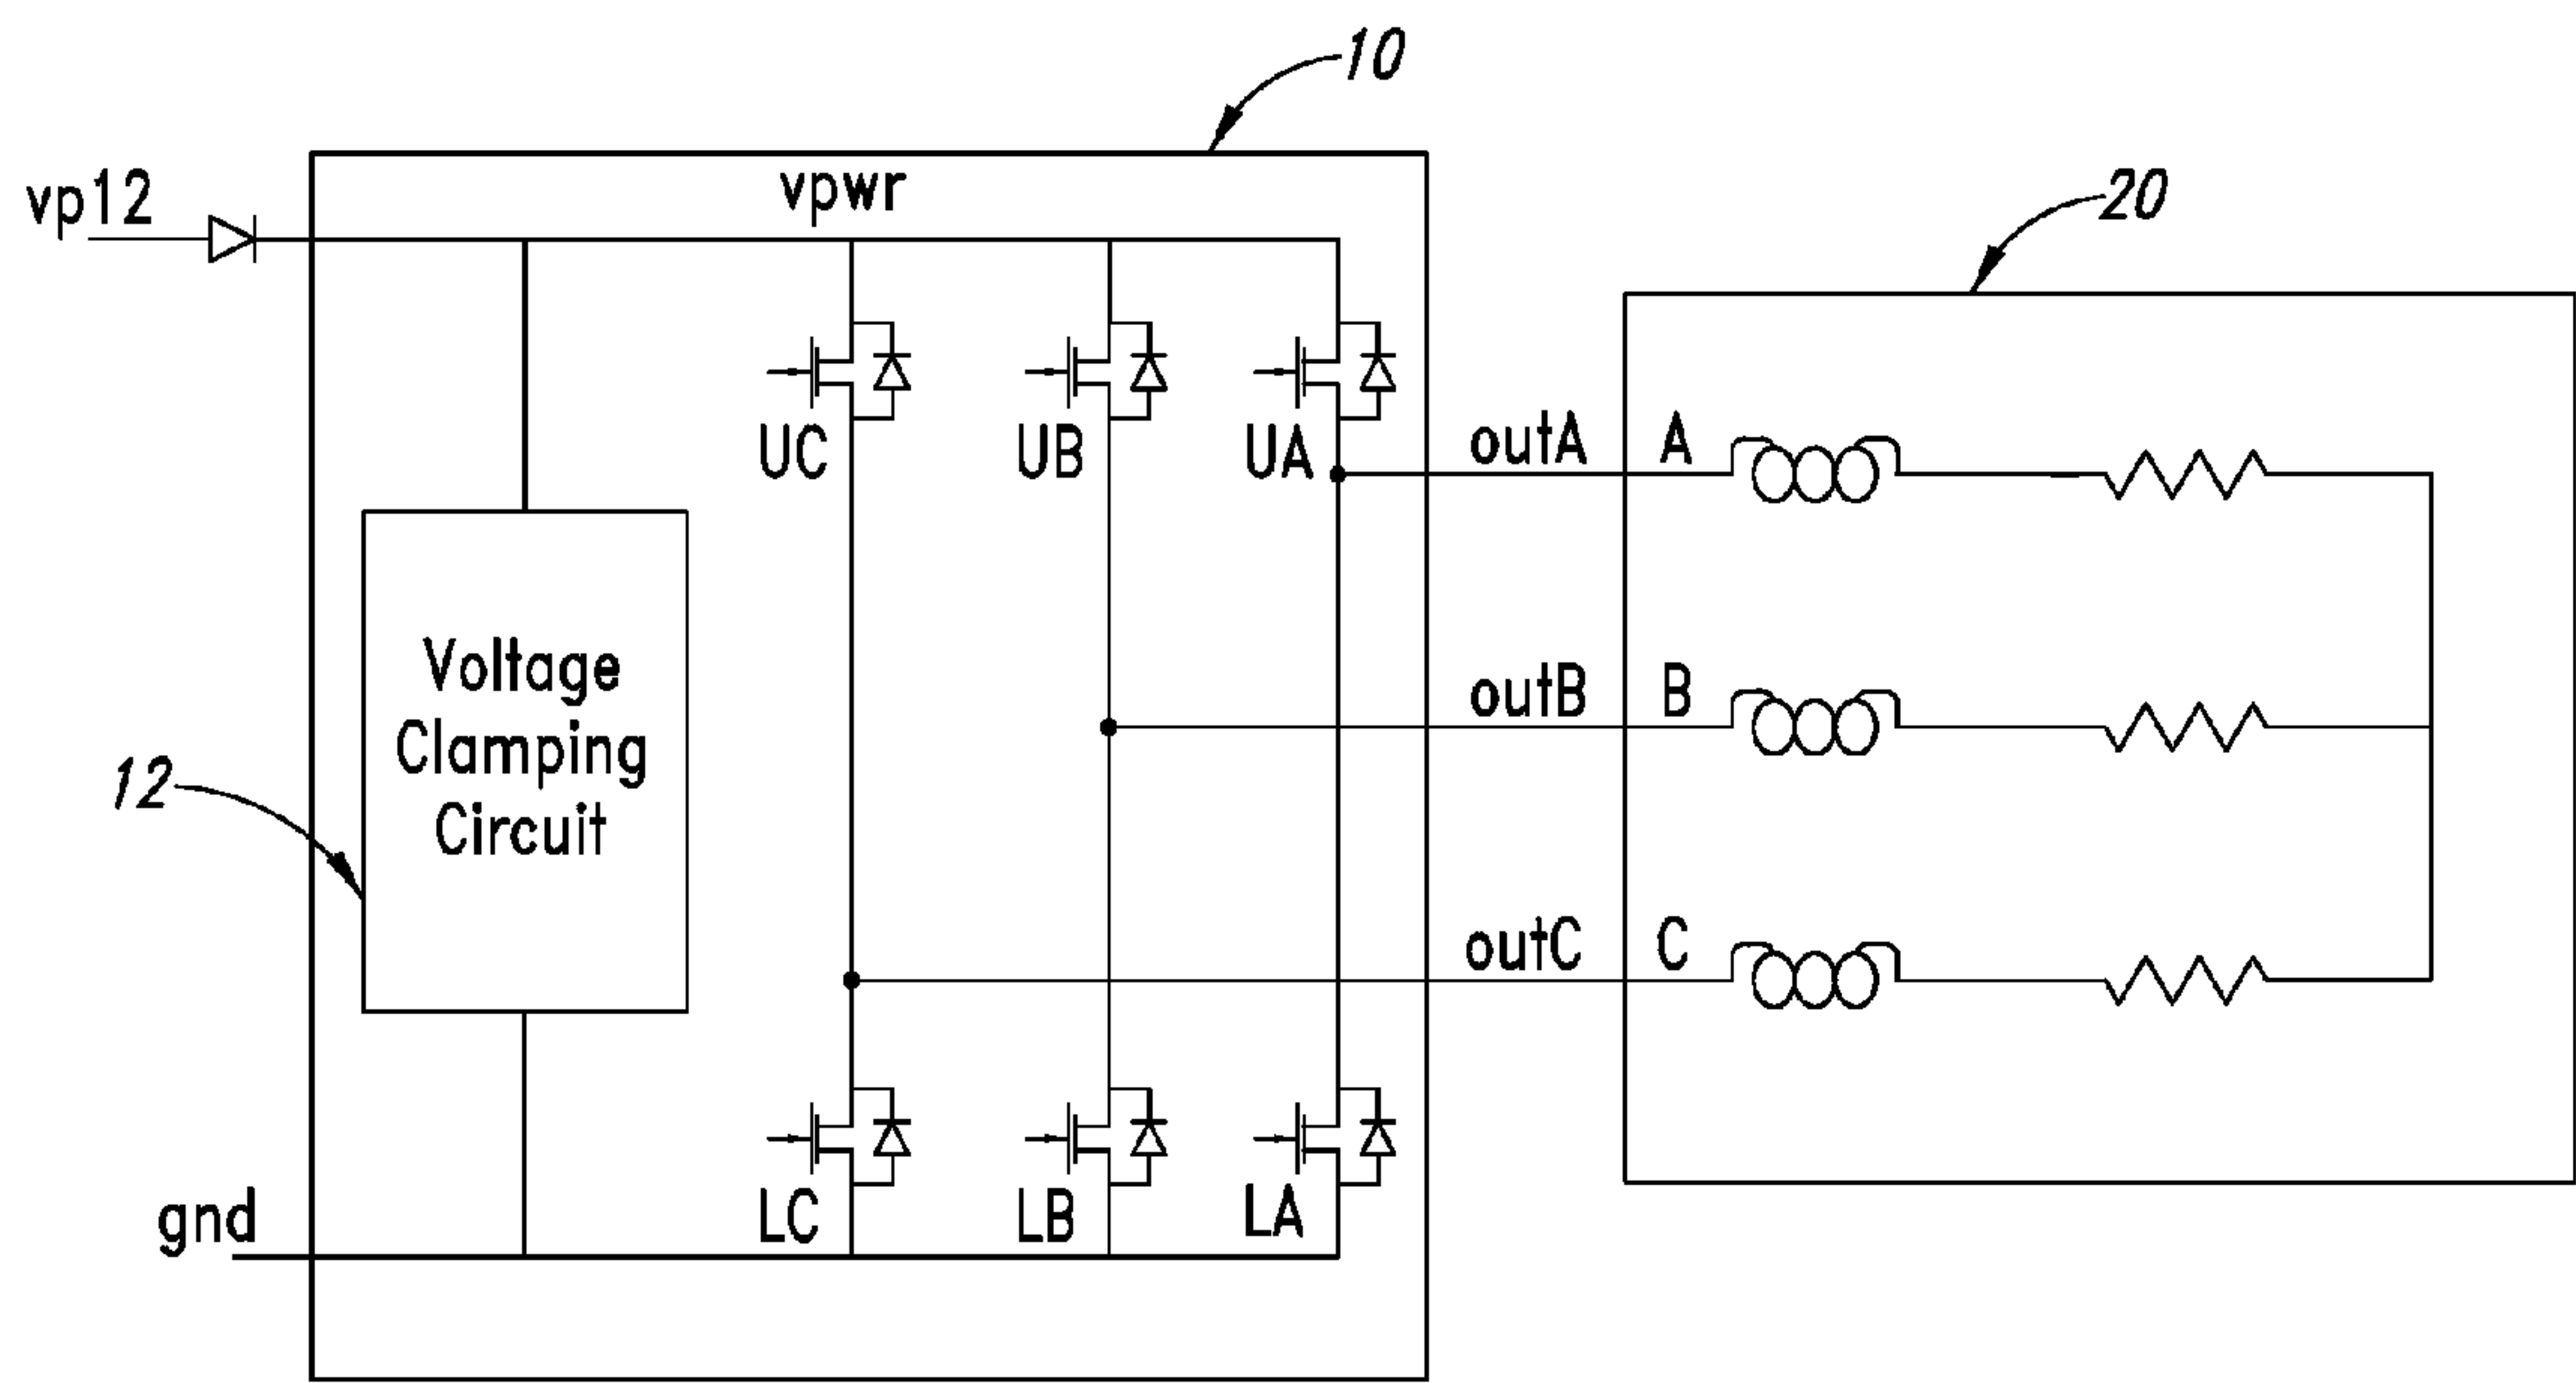 10
vp12
vpwr
20
UC
UB
UA
outA
A
Voltage
Clamping
Circuit
outB
B
12
outC
C
gnd
LC
LB
LA